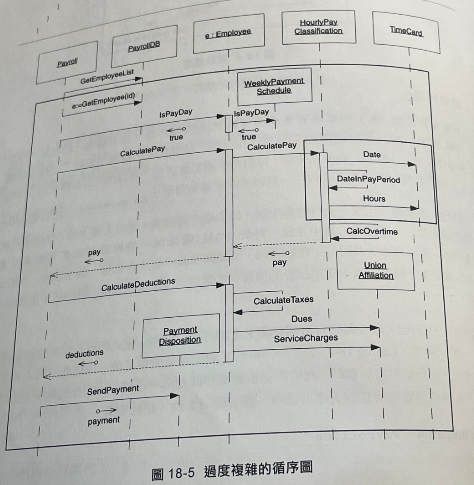 Payroll
PayrollDB
e : Employee
HourlyPay
Classification
TimeCard
GetEmployeeList
e:=GetEmployee(id)
WeeklyPayment
Schedule
IsPayDay
IsPayDay
true
true
CalculatePay
CalculatePay
Date
DateInPayPeriod
Hours
CalcOvertime
pay
pay
Union
Affiliation
CalculateDeductions
CalculateTaxes
Payment
Disposition
Dues
ServiceCharges
deductions
SendPayment
payment
圖 18-5 過度複雜的循序圖